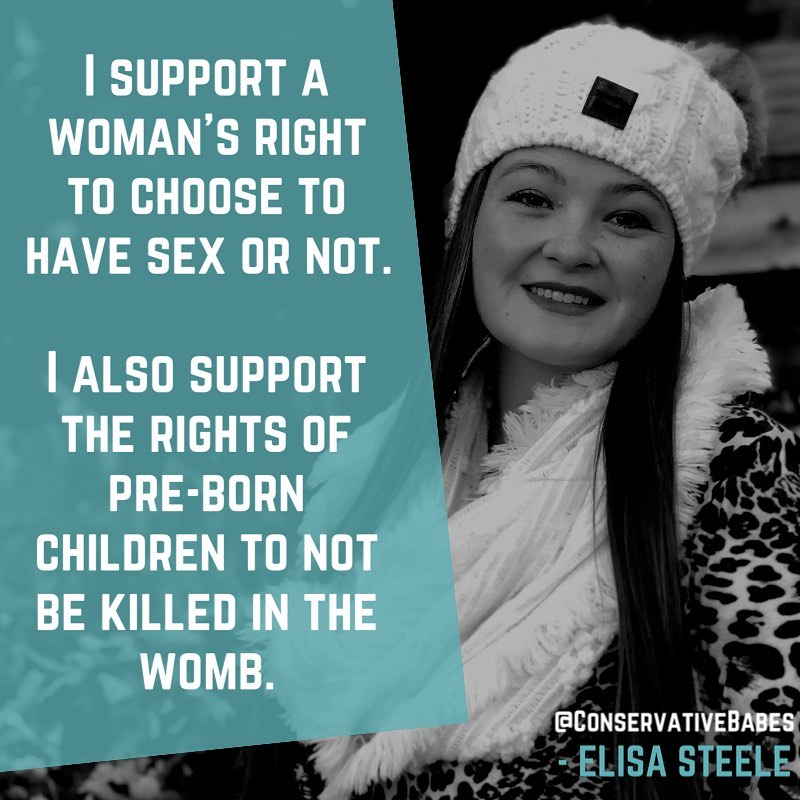 I SUPPORT A
WOMAN'S RIGHT
TO CHOOSE TO
HAVE SEX OR NOT.
I ALSO SUPPORT
THE RIGHTS OF
PRE-BORN
CHILDREN TO NOT
BE KILLED IN THE
WOMB.
@CONSERVATIVEBABES
- ELISA STEELE